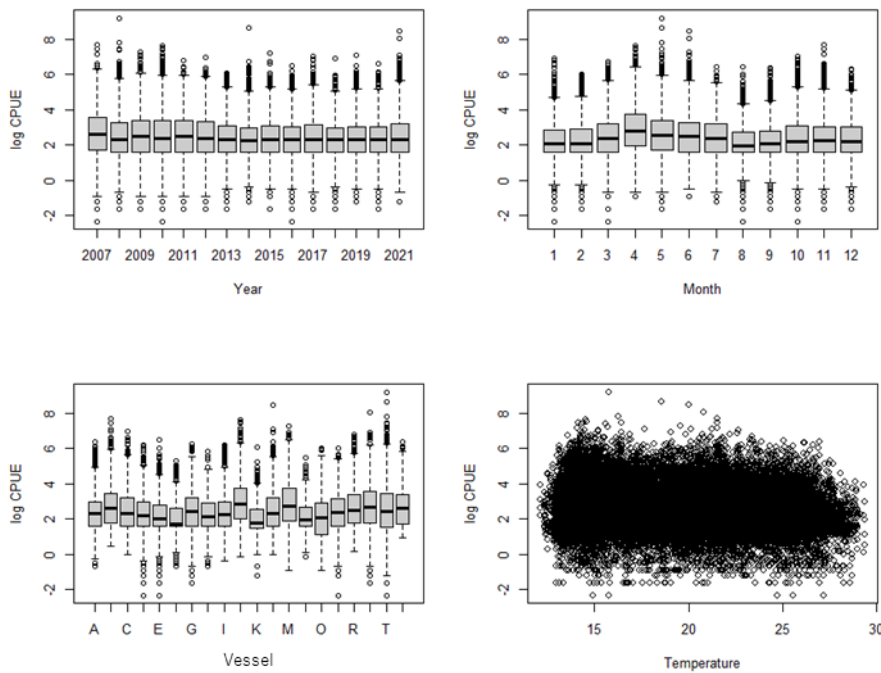 log CPUE
8
6
4
2
0
-2
2007 2009 2011 2013 2015 2017 2019 2021
Year
log CPUE
8
6
4
2
0
-2
1 2 3 4 5 6 7 8 9 10 11 12
Month
log CPUE
8
6
4
2
0
-2
A C E G I K M O R T
Vessel
log CPUE
8
6
4
2
0
-2
15 20 25 30
Temperature